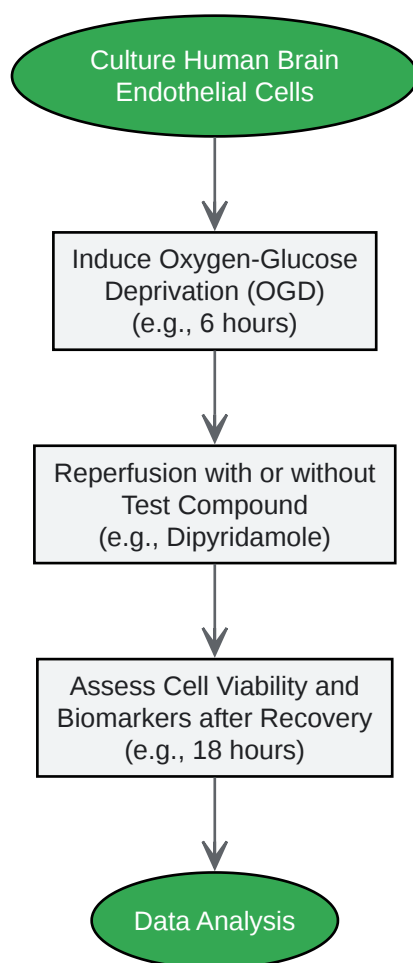 Culture Human Brain
Endothelial Cells
Induce Oxygen-Glucose
Deprivation (OGD)
(e.g., 6 hours)
Reperfusion with or without
Test Compound
(e.g., Dipyridamole)
Assess Cell Viability and
Biomarkers after Recovery
(e.g., 18 hours)
Data Analysis